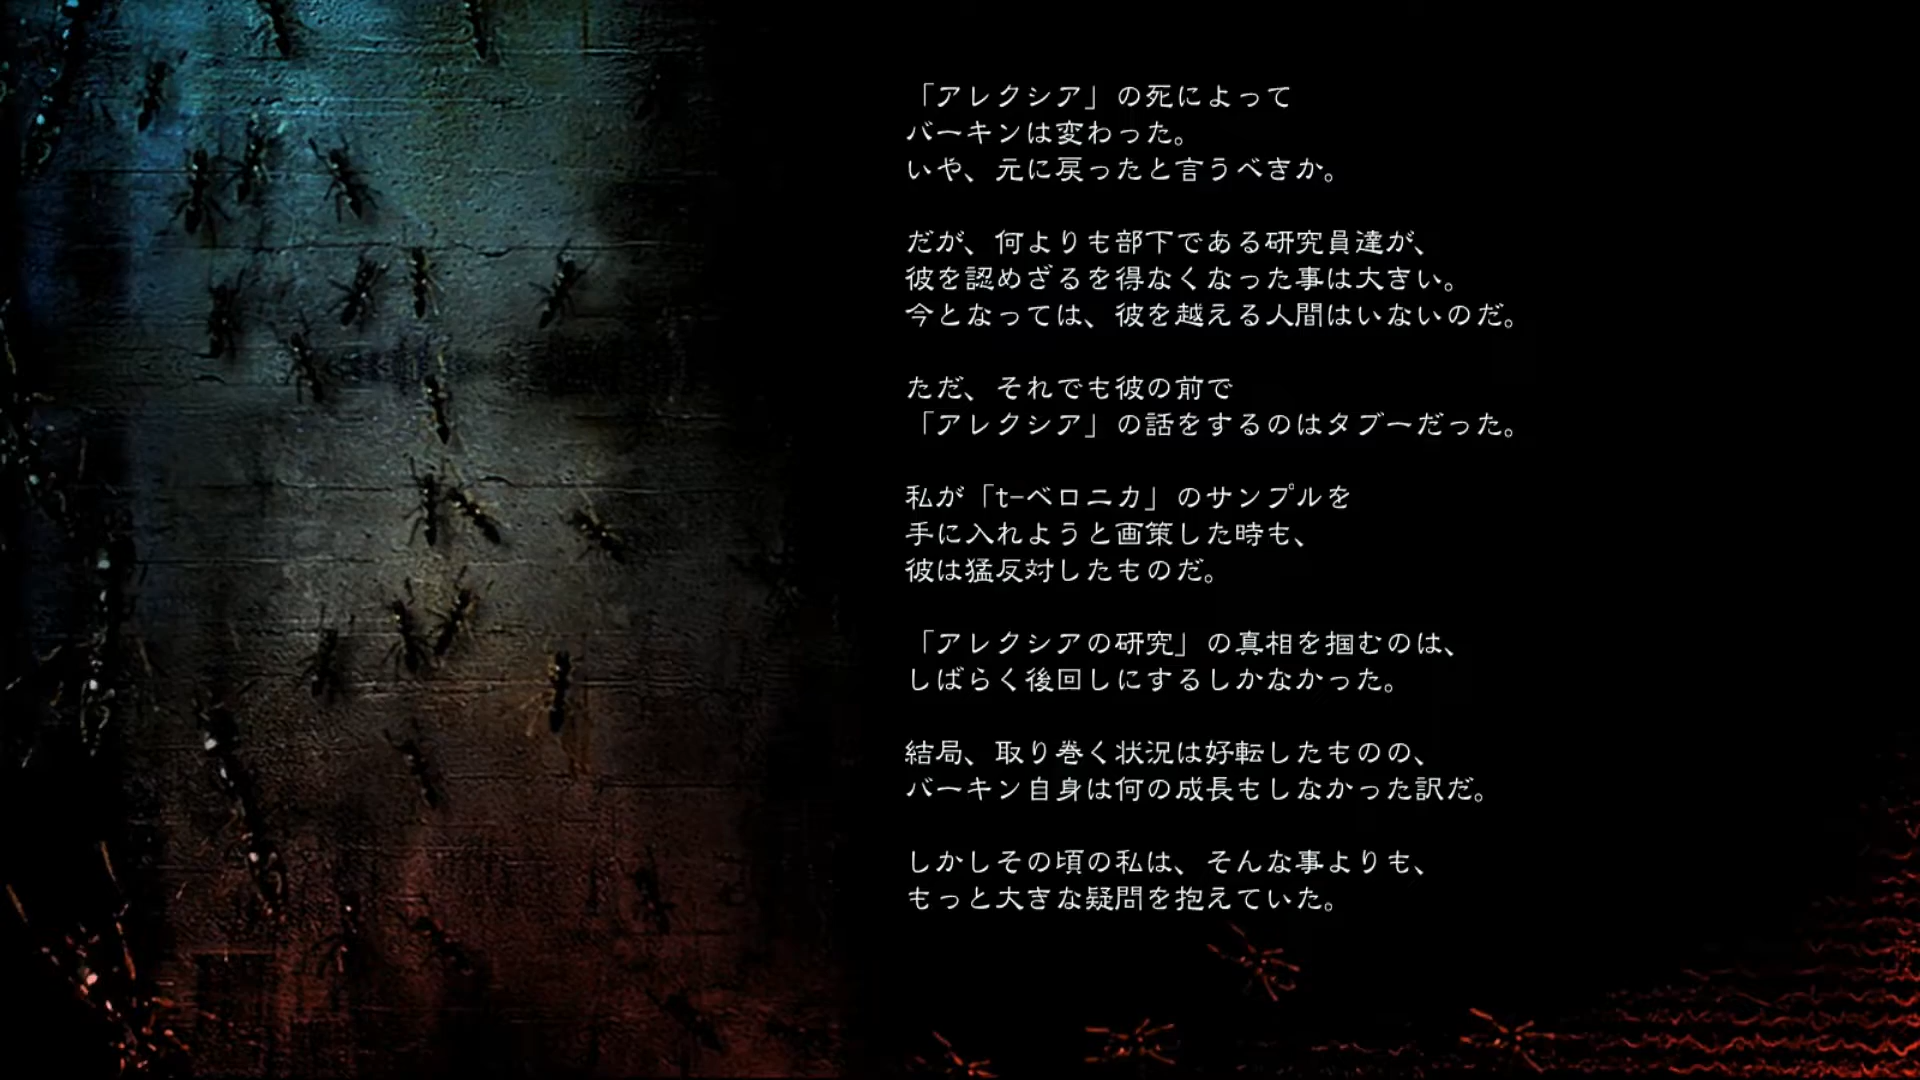 「アレクシア」の死によって
バーキンは変わった。
いや、元に戻ったと言うべきか。
だが、何よりも部下である研究員達が、
彼を認めざるを得なくなった事は大きい。
今となっては、彼を越える人間はいないのだ。
ただ、それでも彼の前で
「アレクシア」の話をするのはタブーだった。
私が「t-ベロニカ」のサンプルを
手に入れようと画策した時も、
彼は猛反対したものだ。
「アレクシアの研究」の真相を掴むのは、
しばらく後回しにするしかなかった。
結局、取り巻く状況は好転したものの、
バーキン自身は何の成長もしなかった訳だ。
しかしその頃の私は、そんな事よりも、
もっと大きな疑問を抱えていた。